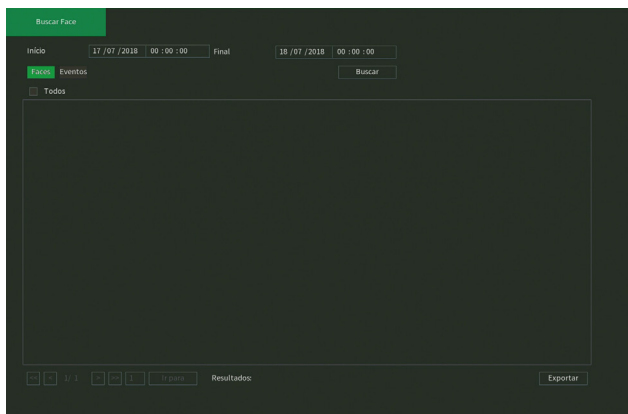 Buscar Face
Início 17 /07 /2018 00 : 00 : 00 Final 18 /07 /2018 00 : 00 : 00
Faces Eventos Buscar
Todos
1/ 1 1 Ir para Resultados: Exportar